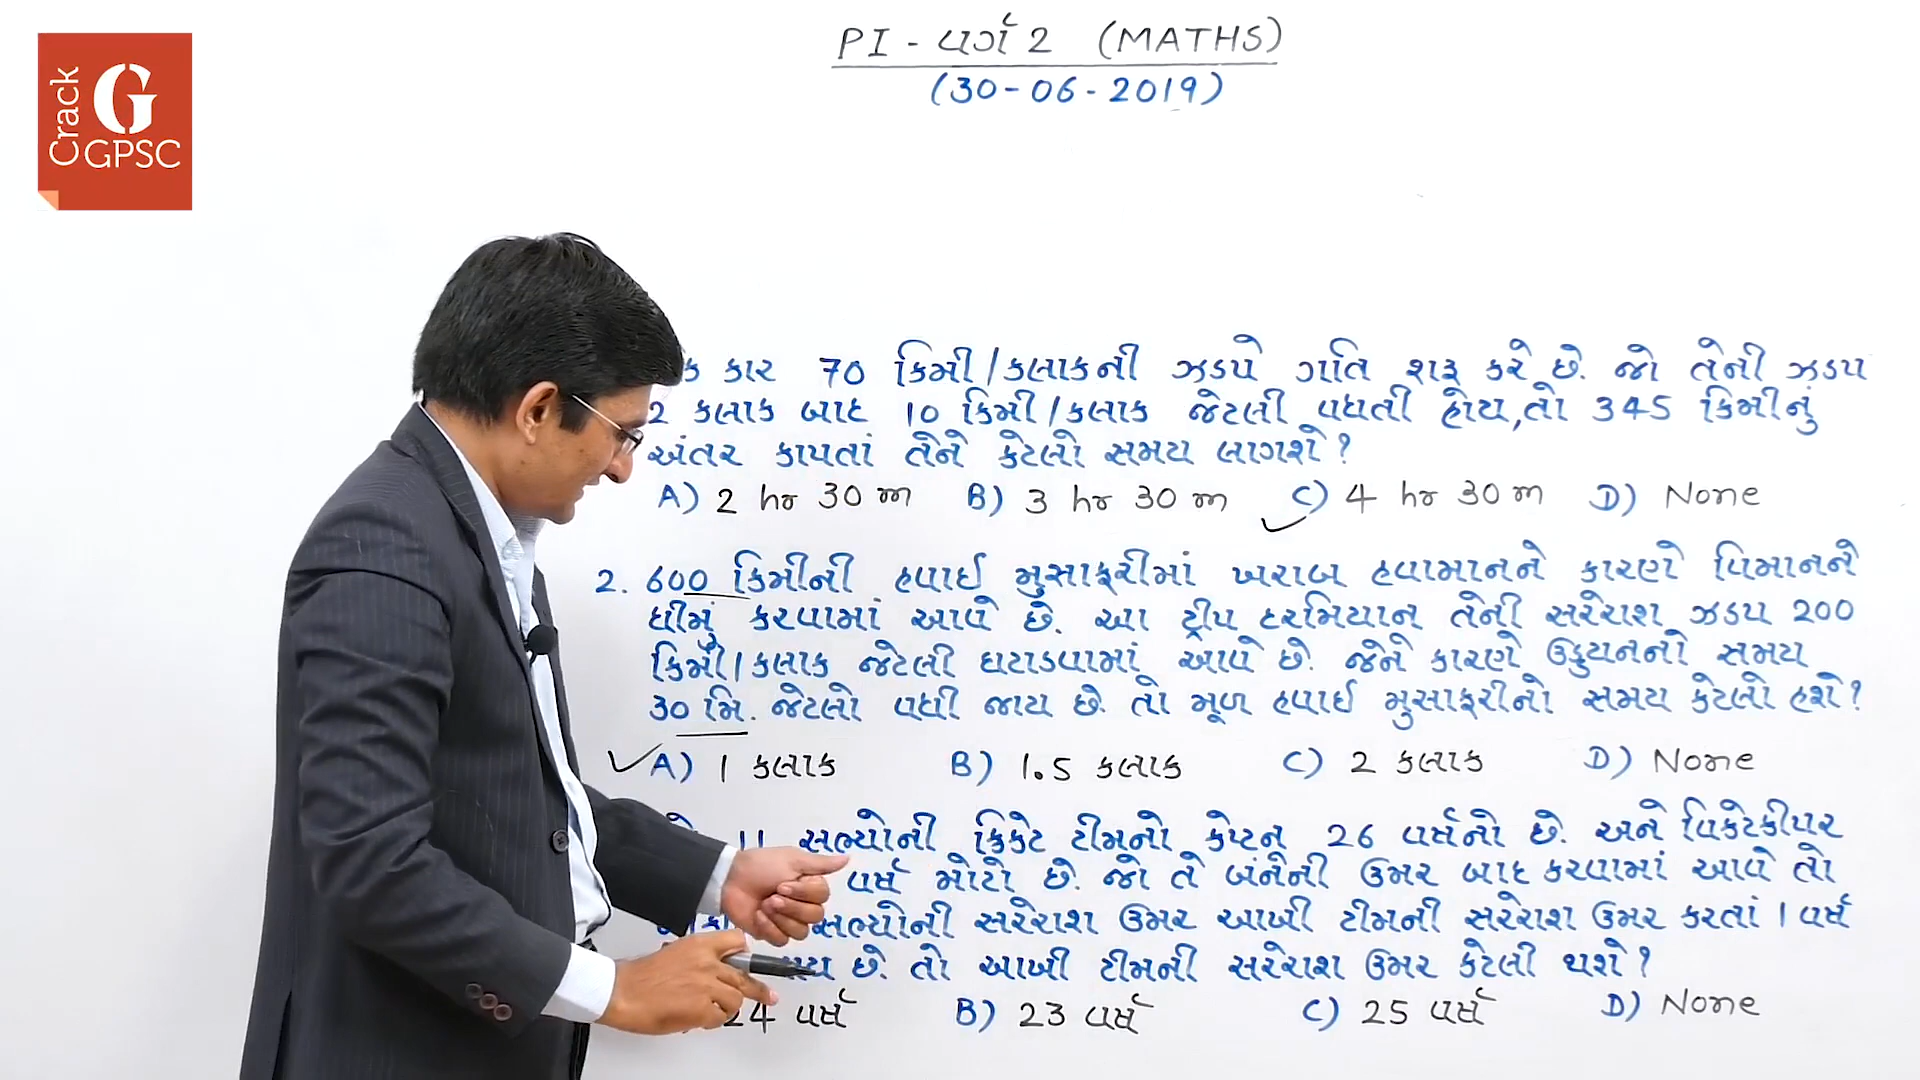 Crack
G
GPSC
PI - વર્ગ 2 (MATHS)
(30-06-2019)
ક કાર 70 કિમી/કલાકની ઝડપે ગતિ શરૂ કરે છે. જો તેની ઝડપ
2 કલાક બાદ 10 કિમી/કલાક જેટલી વધતી હોય, તો 345 કિમીનું
અંતર કાપતાં તેને કેટલો સમય લાગશે?
A) 2 hr 30 m B) 3 hr 30 m C) 4 hr 30 m D) None
2. 600 કિમીની હવાઈ મુસાફરીમાં ખરાબ હવામાનને કારણે વિમાનને
ધીમું કરવામાં આવે છે. આ ટ્રીપ દરમિયાન તેની સરેરાશ ઝડપ 200
કિમી/કલાક જેટલી ઘટાડવામાં આવે છે. જેને કારણે ઉડ્ડયનનો સમય
30 મિ. જેટલો વધી જાય છે. તો મૂળ હવાઈ મુસાફરીનો સમય કેટલો હશે?
A) 1 કલાક B) 1.5 કલાક C) 2 કલાક D) None
11 સભ્યોની ક્રિકેટ ટીમનો કેપ્ટન 26 વર્ષનો છે. અને વિકેટકીપર
વર્ષ મોટો છે. જો તે બંનેની ઉમર બાદ કરવામાં આવે તો
સભ્યોની સરેરાશ ઉમર આખી ટીમની સરેરાશ ઉમર કરતાં 1 વર્ષ
છે. તો આખી ટીમની સરેરાશ ઉમર કેટલી થશે?
24 વર્ષ B) 23 વર્ષ C) 25 વર્ષ D) None